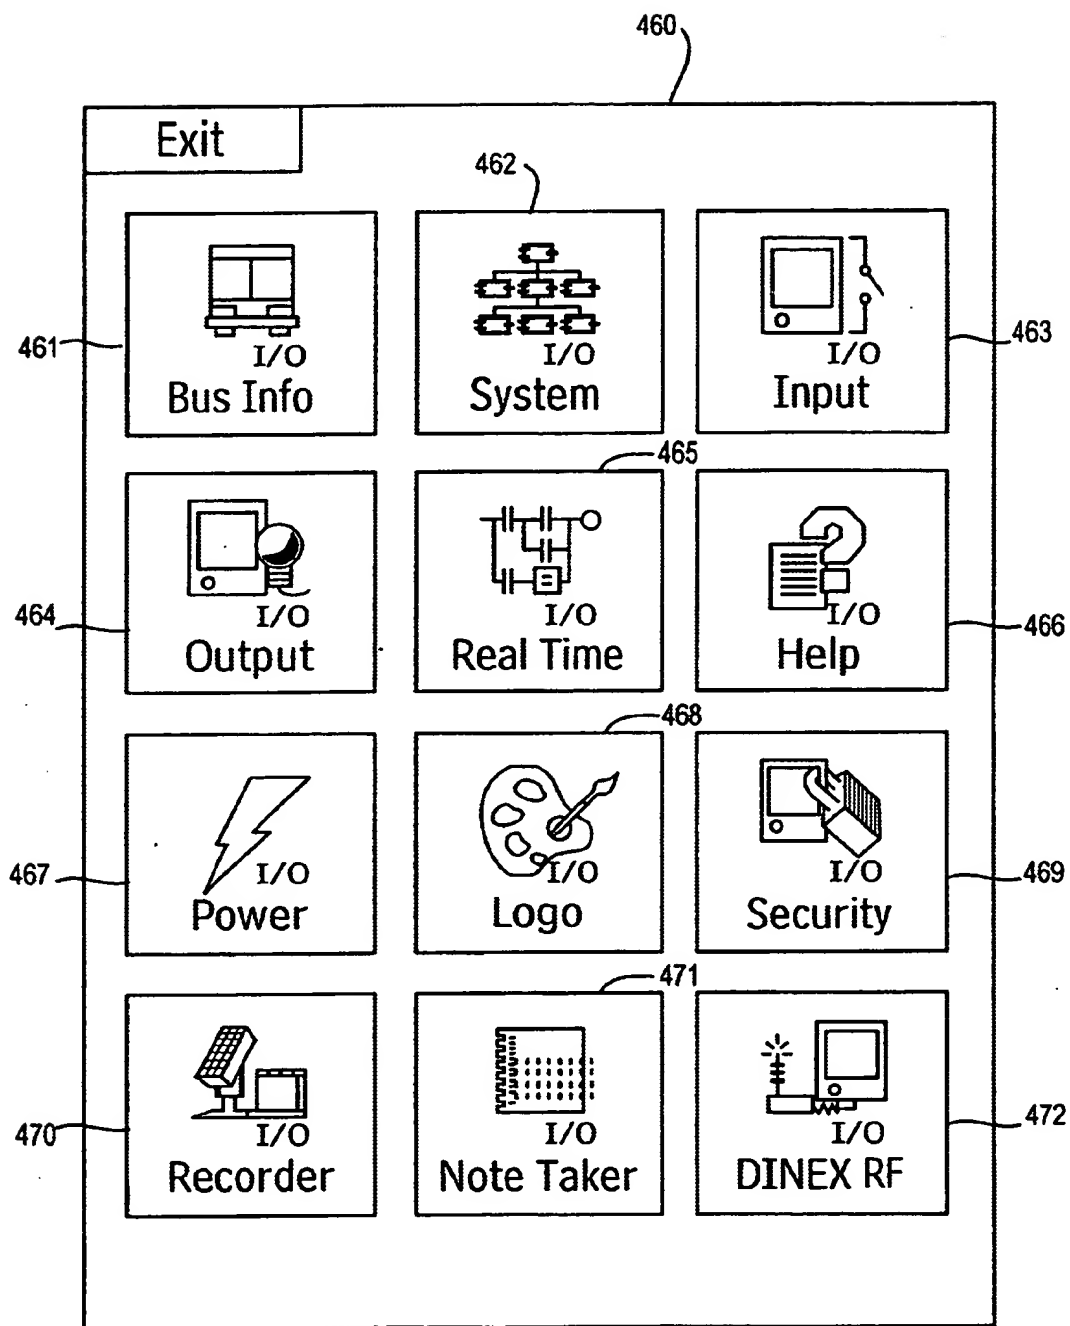 460
Exit
462
461
I/O
Bus Info
I/O
System
I/O
Input
463
465
464
I/O
Output
I/O
Real Time
I/O
Help
466
468
467
I/O
Power
I/O
Logo
I/O
Security
469
471
470
I/O
Recorder
I/O
Note Taker
I/O
DINEX RF
472